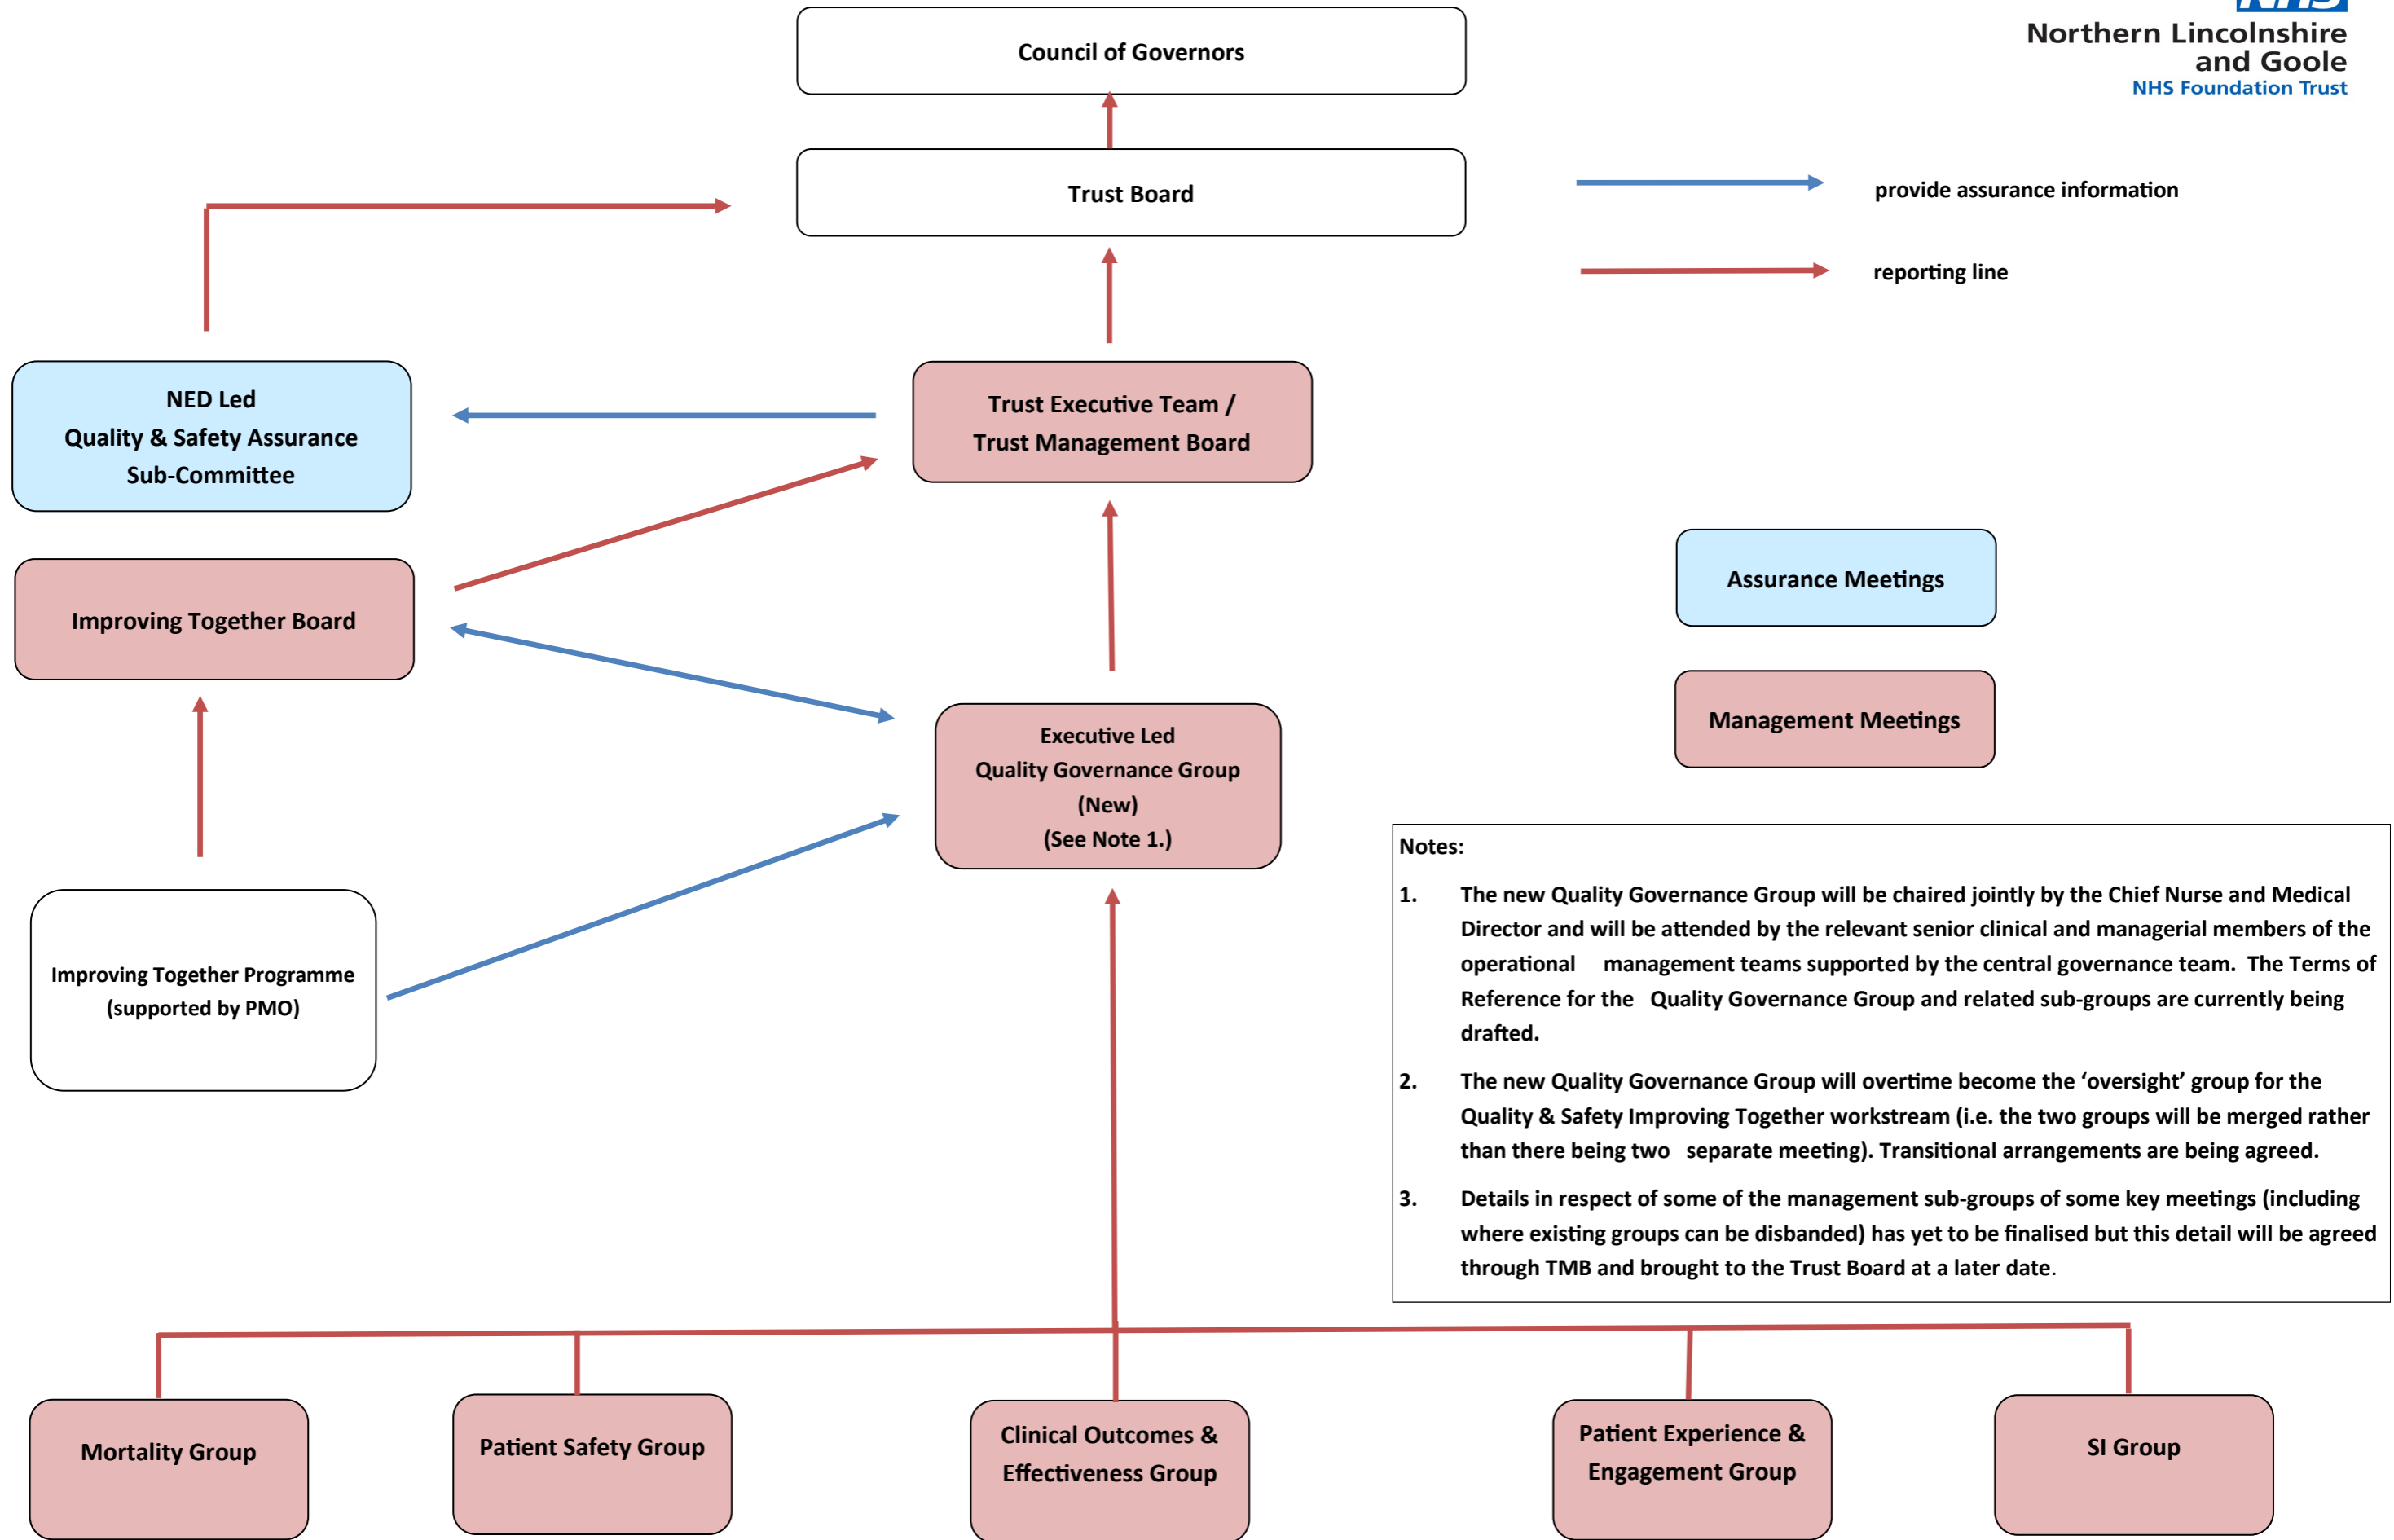 NHS
Northern Lincolnshire
and Goole
NHS Foundation Trust
Council of Governors
Trust Board
provide assurance information
reporting line
NED Led
Quality & Safety Assurance
Sub-Committee
Trust Executive Team /
Trust Management Board
Improving Together Board
Assurance Meetings
Management Meetings
Executive Led
Quality Governance Group
(New)
(See Note 1.)
Improving Together Programme
(supported by PMO)
Notes:
1. The new Quality Governance Group will be chaired jointly by the Chief Nurse and Medical
Director and will be attended by the relevant senior clinical and managerial members of the
operational management teams supported by the central governance team. The Terms of
Reference for the Quality Governance Group and related sub-groups are currently being
drafted.
2. The new Quality Governance Group will overtime become the ‘oversight’ group for the
Quality & Safety Improving Together workstream (i.e. the two groups will be merged rather
than there being two separate meeting). Transitional arrangements are being agreed.
3. Details in respect of some of the management sub-groups of some key meetings (including
where existing groups can be disbanded) has yet to be finalised but this detail will be agreed
through TMB and brought to the Trust Board at a later date.
Mortality Group
Patient Safety Group
Clinical Outcomes &
Effectiveness Group
Patient Experience &
Engagement Group
SI Group